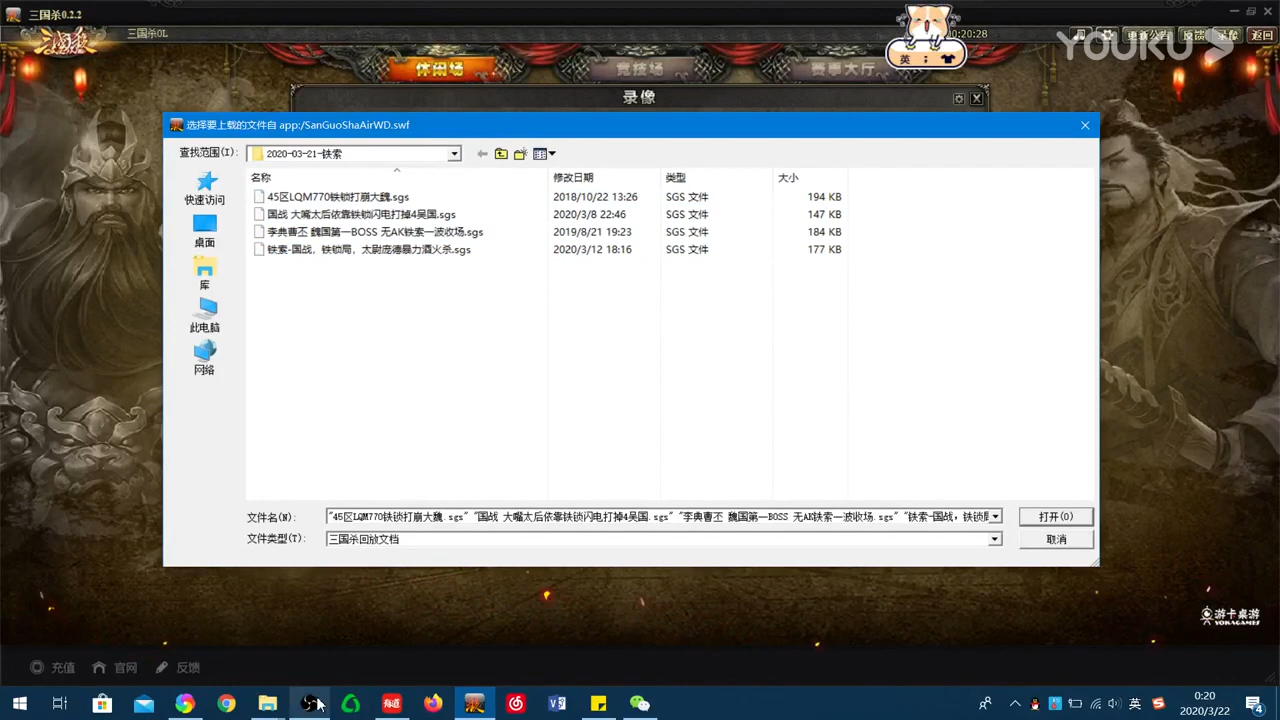 三国杀0.2.2
三国杀
三国杀OL
0:20:28
更新公告
反馈
录像
返回
YOUKU
英 ;
休闲场
竞技场
赛事大厅
录像
选择要上载的文件自 app:/SanGuoShaAirWD.swf
查找范围(I):
2020-03-21-铁索
快速访问
桌面
库
此电脑
网络
名称 修改日期 类型 大小
45区LQM770铁锁打崩大魏.sgs 2018/10/22 13:26 SGS 文件 194 KB
国战 大嘴太后依靠铁锁闪电打掉4吴国.sgs 2020/3/8 22:46 SGS 文件 147 KB
李典曹丕 魏国第一BOSS 无AK铁索一波收场.sgs 2019/8/21 19:23 SGS 文件 184 KB
铁索-国战，铁锁局，太尉庞德暴力酒火杀.sgs 2020/3/12 18:16 SGS 文件 177 KB
文件名(N):
"45区LQM770铁锁打崩大魏.sgs" "国战 大嘴太后依靠铁锁闪电打掉4吴国.sgs" "李典曹丕 魏国第一BOSS 无AK铁索一波收场.sgs" "铁索-国战，铁锁
打开(O)
文件类型(T):
三国杀回放文档
取消
游卡桌游
YOKAGAMES
充值
官网
反馈
有道
英
0:20
2020/3/22
4